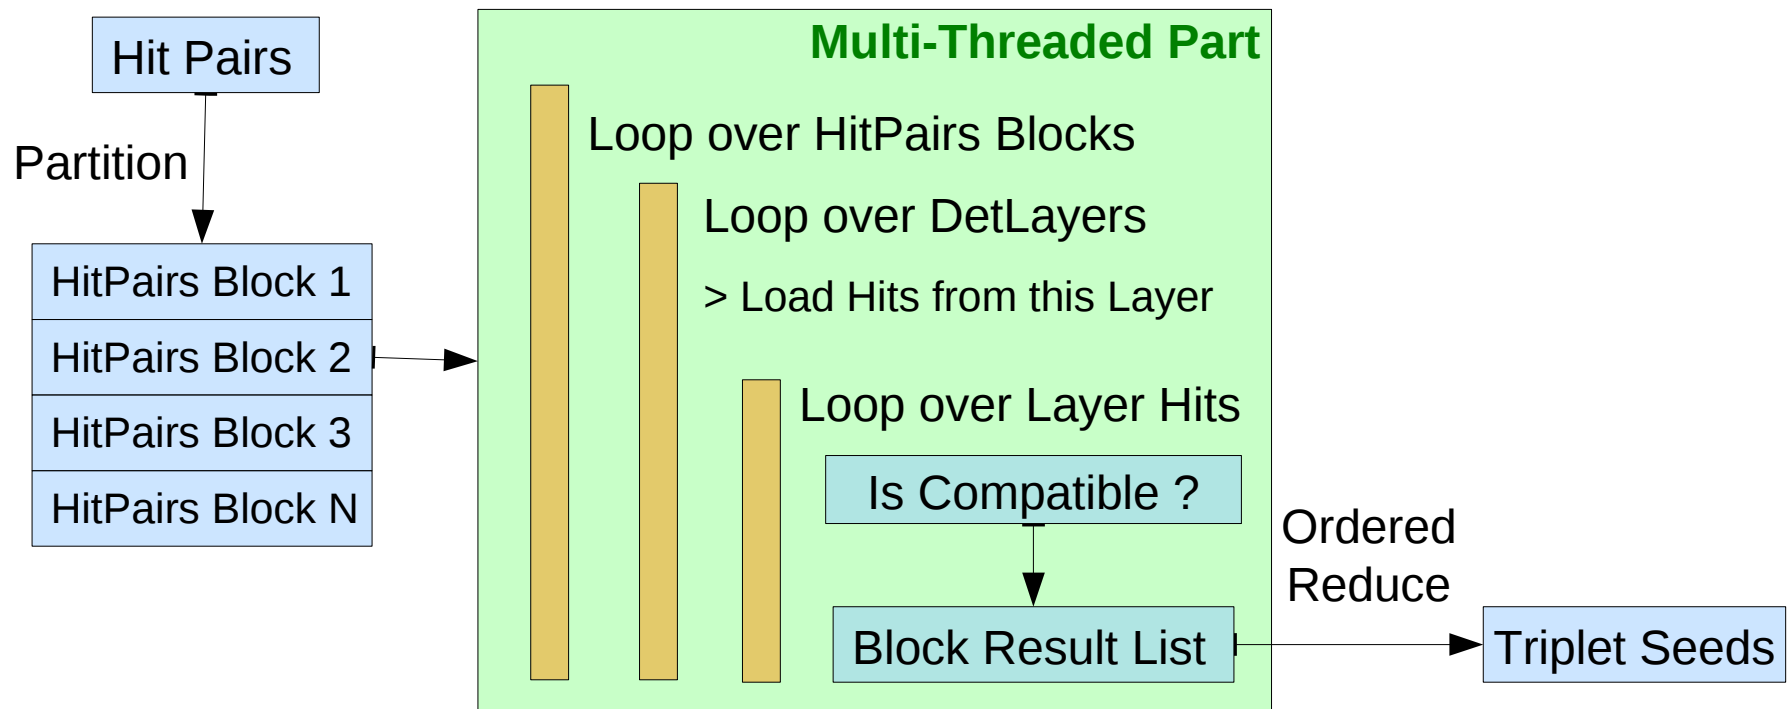 Hit Pairs
Partition
HitPairs Block 1
HitPairs Block 2
HitPairs Block 3
HitPairs Block N
Multi-Threaded Part
Loop over HitPairs Blocks
Loop over DetLayers
> Load Hits from this Layer
Loop over Layer Hits
Is Compatible ?
Block Result List
Ordered
Reduce
Triplet Seeds